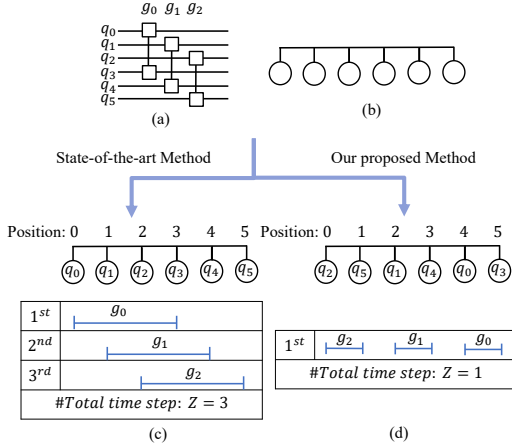 g₀ g₁ g₂
q₀
q₁
q₂
q₃
q₄
q₅
(a)
(b)
State-of-the-art Method
Our proposed Method
Position: 0 1 2 3 4 5
q₀ q₁ q₂ q₃ q₄ q₅
1ˢᵗ g₀
2ⁿᵈ g₁
3ʳᵈ g₂
#Total time step: Z = 3
(c)
Position: 0 1 2 3 4 5
q₂ q₅ q₁ q₄ q₀ q₃
1ˢᵗ g₂ g₁ g₀
#Total time step: Z = 1
(d)